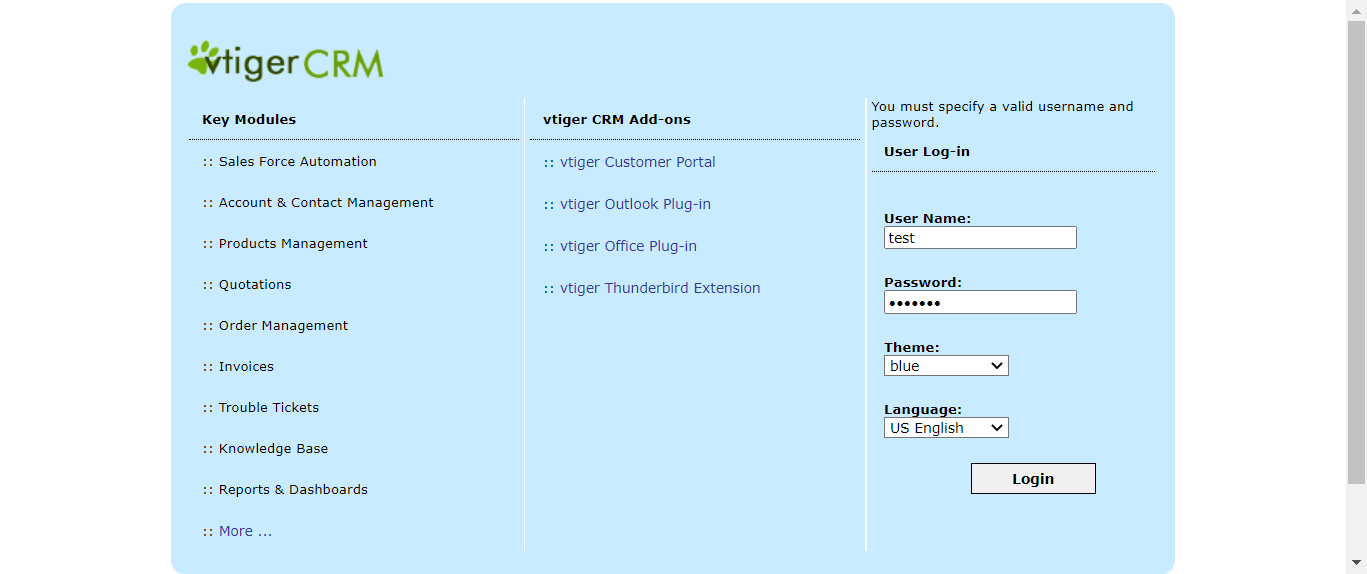 vtiger CRM
Key Modules
:: Sales Force Automation
:: Account & Contact Management
:: Products Management
:: Quotations
:: Order Management
:: Invoices
:: Trouble Tickets
:: Knowledge Base
:: Reports & Dashboards
:: More ...
vtiger CRM Add-ons
:: vtiger Customer Portal
:: vtiger Outlook Plug-in
:: vtiger Office Plug-in
:: vtiger Thunderbird Extension
You must specify a valid username and
password.
User Log-in
User Name:
test
Password:
•••••••
Theme:
blue
Language:
US English
Login